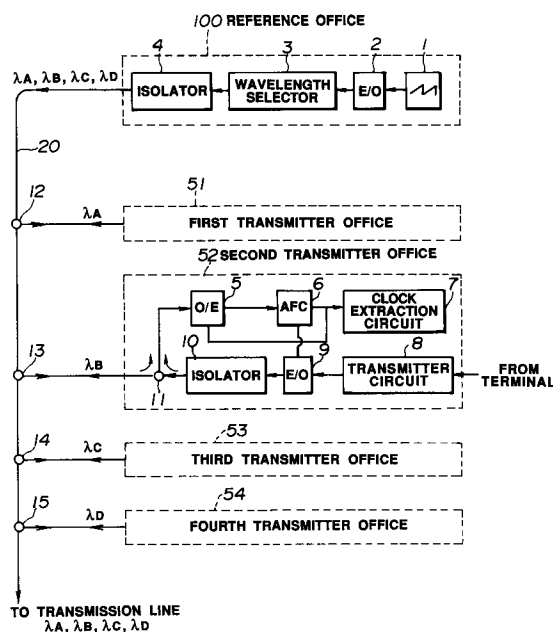 100 REFERENCE OFFICE
4
3
2
1
λA, λB, λC, λD
ISOLATOR
WAVELENGTH
SELECTOR
E/O
20
12
51
λA
FIRST TRANSMITTER OFFICE
52 SECOND TRANSMITTER OFFICE
5
6
7
O/E
AFC
CLOCK
EXTRACTION
CIRCUIT
10
9
8
13
λB
ISOLATOR
E/O
TRANSMITTER
CIRCUIT
FROM
TERMINAL
11
14
53
λC
THIRD TRANSMITTER OFFICE
15
54
λD
FOURTH TRANSMITTER OFFICE
TO TRANSMISSION LINE
λA, λB, λC, λD